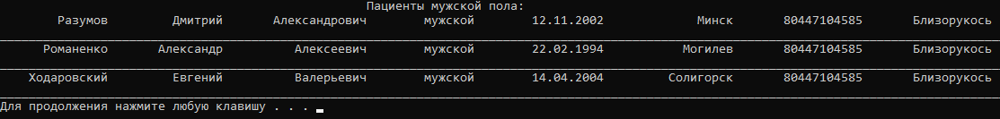 Пациенты мужской пола:
Разумов Дмитрий Александрович мужской 12.11.2002 Минск 80447104585 Близорукось
Романенко Александр Алексеевич мужской 22.02.1994 Могилев 80447104585 Близорукось
Ходаровский Евгений Валерьевич мужской 14.04.2004 Солигорск 80447104585 Близорукось
Для продолжения нажмите любую клавишу . . .